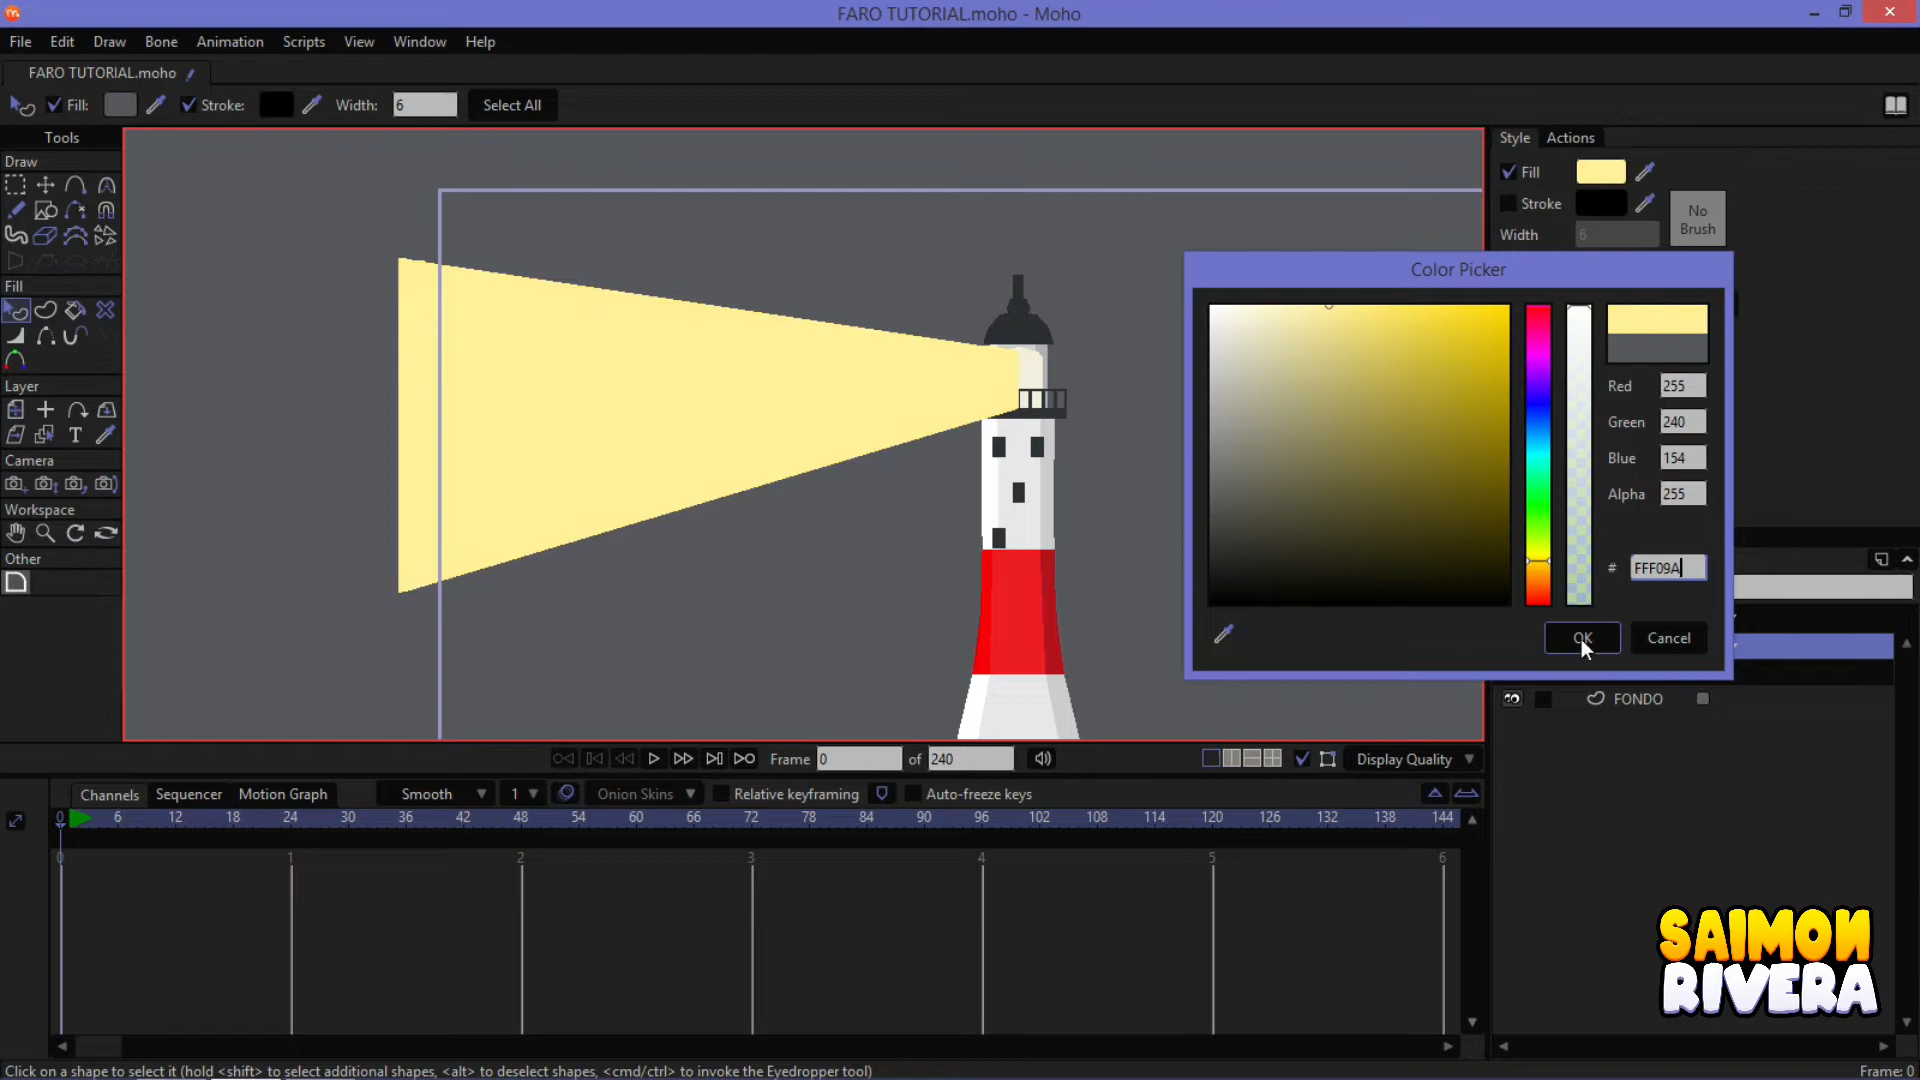 FARO TUTORIAL.moho - Moho
File Edit Draw Bone Animation Scripts View Window Help
FARO TUTORIAL.moho
Fill: Stroke: Width: 6 Select All
Tools
Draw
Fill
Layer
Camera
Workspace
Other
Style Actions
Fill
Stroke
Width 6
No
Brush
Color Picker
Red 255
Green 240
Blue 154
Alpha 255
# FFF09A
OK Cancel
FONDO
Frame 0 of 240
Display Quality
Channels Sequencer Motion Graph Smooth 1 Onion Skins Relative keyframing Auto-freeze keys
0 6 12 18 24 30 36 42 48 54 60 66 72 78 84 90 96 102 108 114 120 126 132 138 144
0 1 2 3 4 5 6
SAIMON
RIVERA
Click on a shape to select it (hold <shift> to select additional shapes, <alt> to deselect shapes, <cmd/ctrl> to invoke the Eyedropper tool)
Frame: 0